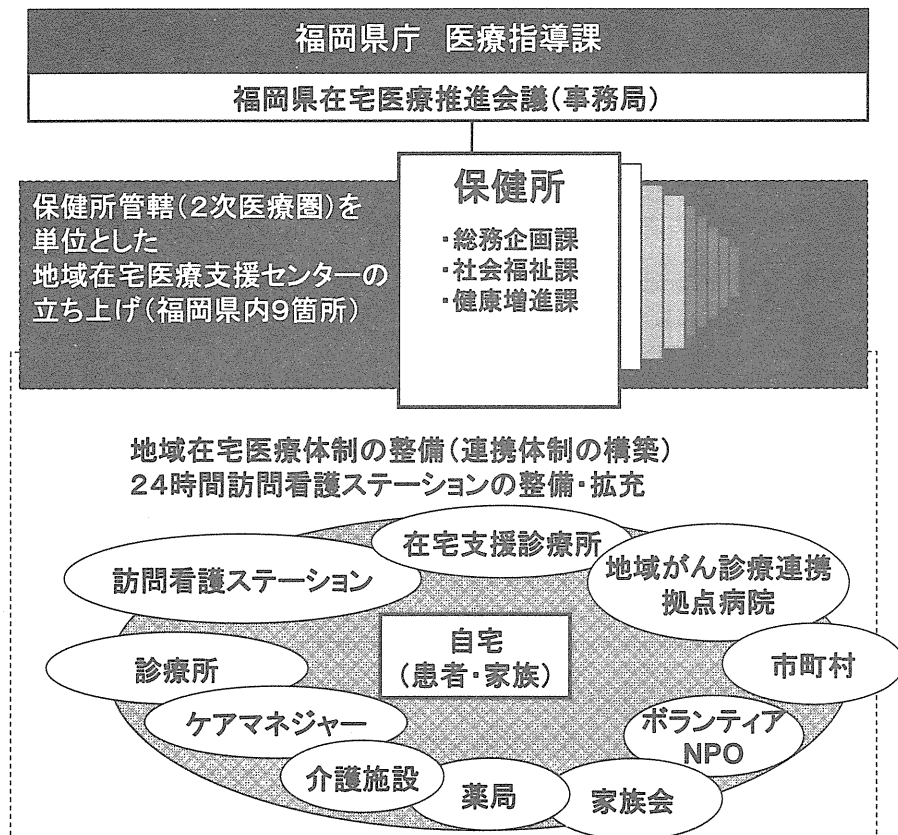 福岡県庁 医療指導課
福岡県在宅医療推進会議(事務局)
保健所管轄(2次医療圏)を
単位とした
地域在宅医療支援センターの
立ち上げ(福岡県内9箇所)
保健所
・総務企画課
・社会福祉課
・健康増進課
地域在宅医療体制の整備(連携体制の構築)
24時間訪問看護ステーションの整備・拡充
在宅支援診療所
訪問看護ステーション
地域がん診療連携
拠点病院
自宅
(患者・家族)
診療所
市町村
ケアマネジャー
ボランティア
NPO
介護施設
薬局
家族会